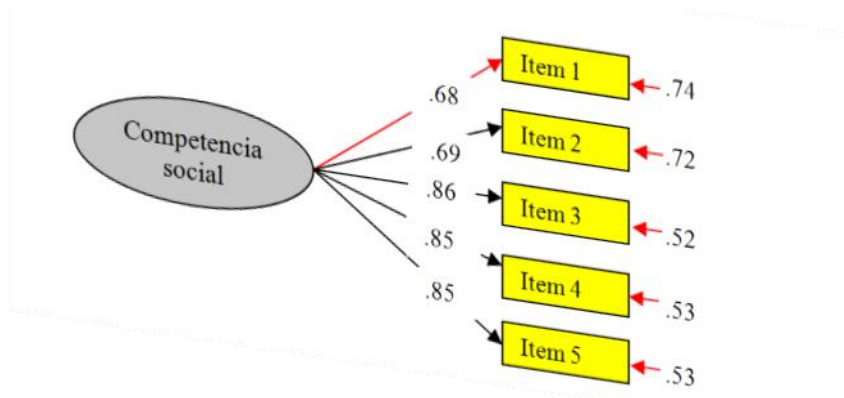 Competencia
social
.68
.69
.86
.85
.85
Item 1
.74
Item 2
.72
Item 3
.52
Item 4
.53
Item 5
.53